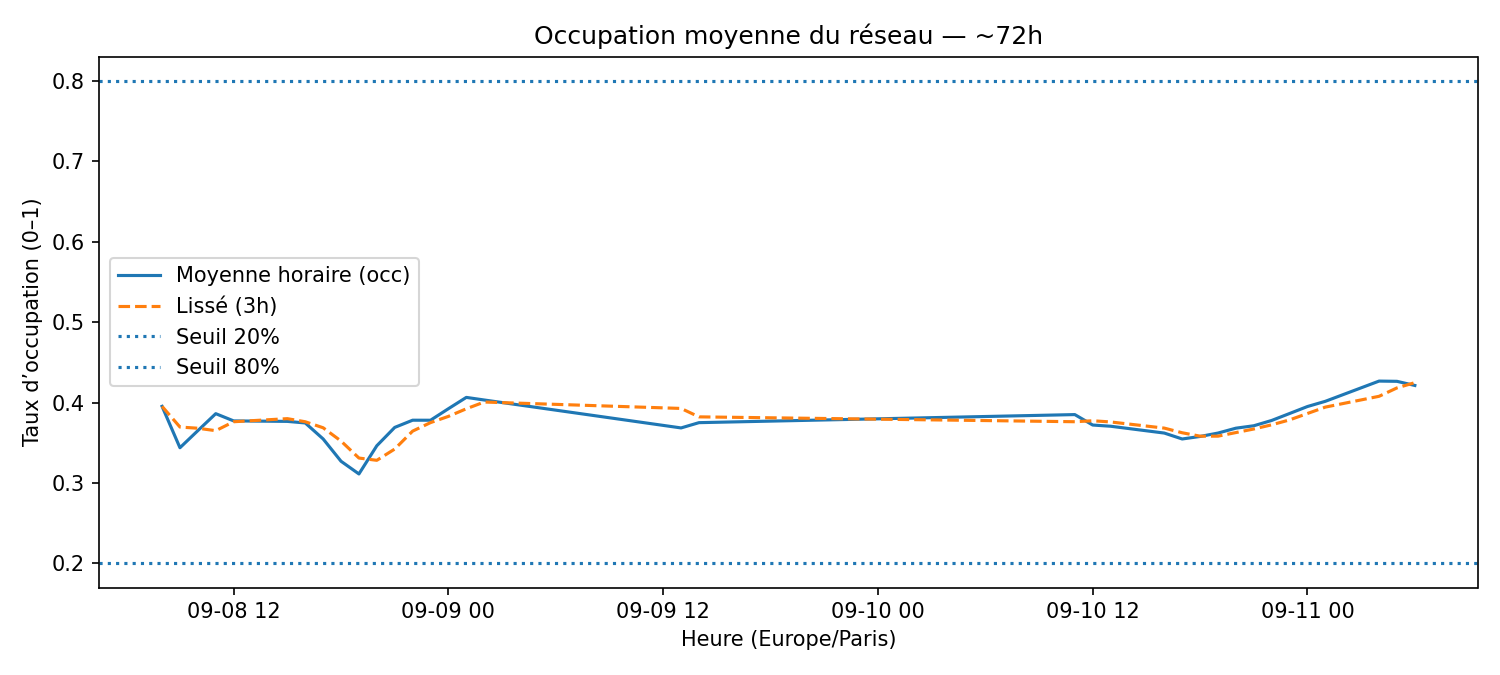 Occupation moyenne du réseau — ~72h
Taux d’occupation (0–1)
0.8
0.7
0.6
0.5
0.4
0.3
0.2
Moyenne horaire (occ)
Lissé (3h)
Seuil 20%
Seuil 80%
09-08 12
09-09 00
09-09 12
09-10 00
09-10 12
09-11 00
Heure (Europe/Paris)